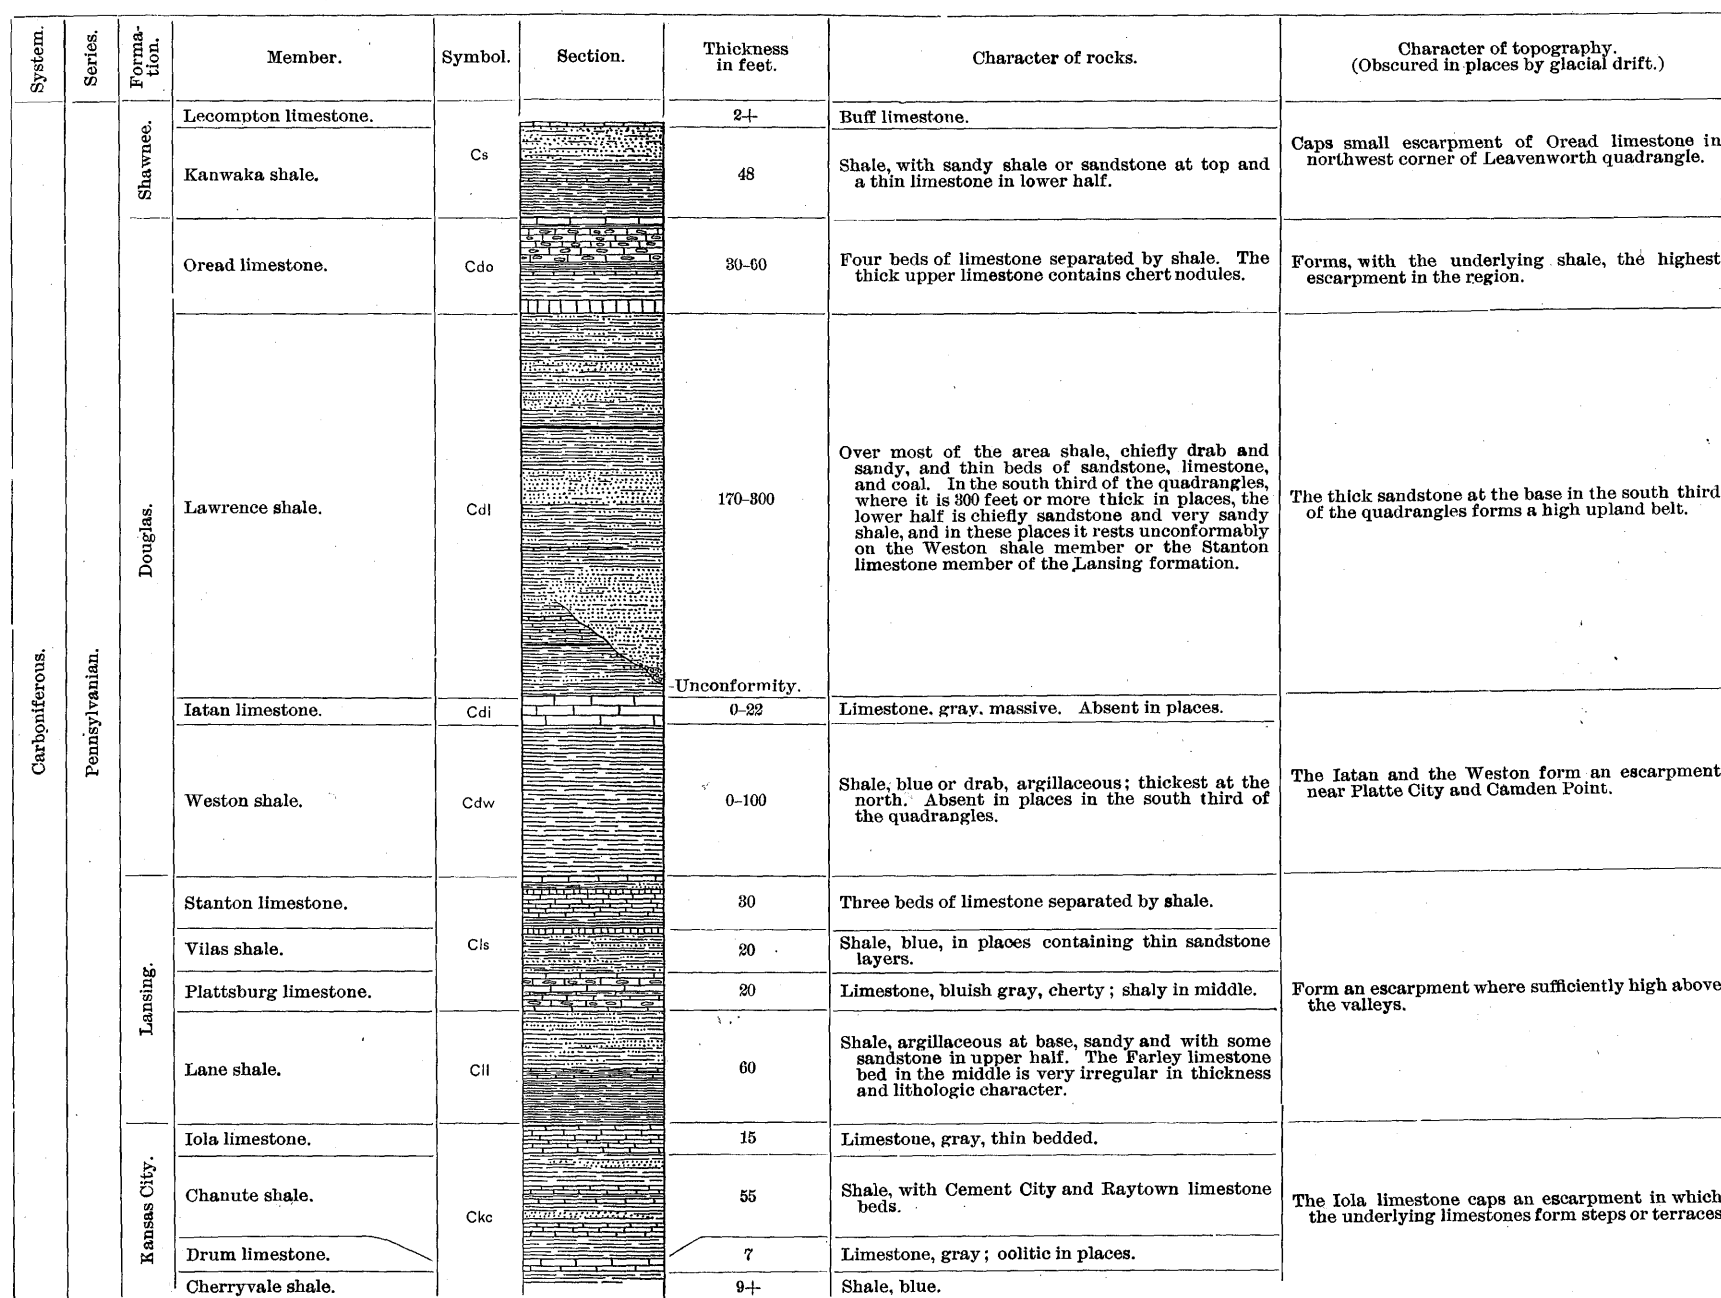 System.
Series.
Forma-
tion.
Member.
Symbol.
Section.
Thickness
in feet.
Character of rocks.
Character of topography.
(Obscured in places by glacial drift.)
Carboniferous.
Pennsylvanian.
Shawnee.
Lecompton limestone.
Cs
2+
Buff limestone.
Caps small escarpment of Oread limestone in
northwest corner of Leavenworth quadrangle.
Kanwaka shale.
48
Shale, with sandy shale or sandstone at top and
a thin limestone in lower half.
Douglas.
Oread limestone.
Cdo
30-60
Four beds of limestone separated by shale. The
thick upper limestone contains chert nodules.
Forms, with the underlying shale, the highest
escarpment in the region.
Lawrence shale.
Cdl
170-300
Over most of the area shale, chiefly drab and
sandy, and thin beds of sandstone, limestone,
and coal. In the south third of the quadrangles,
where it is 300 feet or more thick in places, the
lower half is chiefly sandstone and very sandy
shale, and in these places it rests unconformably
on the Weston shale member or the Stanton
limestone member of the Lansing formation.
The thick sandstone at the base in the south third
of the quadrangles forms a high upland belt.
-Unconformity.
Iatan limestone.
Cdi
0-22
Limestone, gray, massive. Absent in places.
Weston shale.
Cdw
0-100
Shale, blue or drab, argillaceous; thickest at the
north. Absent in places in the south third of
the quadrangles.
The Iatan and the Weston form an escarpment
near Platte City and Camden Point.
Lansing.
Stanton limestone.
30
Three beds of limestone separated by shale.
Cls
Vilas shale.
20
Shale, blue, in places containing thin sandstone
layers.
Plattsburg limestone.
20
Limestone, bluish gray, cherty; shaly in middle.
Form an escarpment where sufficiently high above
the valleys.
Lane shale.
Cll
60
Shale, argillaceous at base, sandy and with some
sandstone in upper half. The Farley limestone
bed in the middle is very irregular in thickness
and lithologic character.
Kansas City.
Iola limestone.
15
Limestone, gray, thin bedded.
Chanute shale.
Ckc
55
Shale, with Cement City and Raytown limestone
beds.
The Iola limestone caps an escarpment in which
the underlying limestones form steps or terraces
Drum limestone.
7
Limestone, gray; oolitic in places.
Cherryvale shale.
9+
Shale, blue.